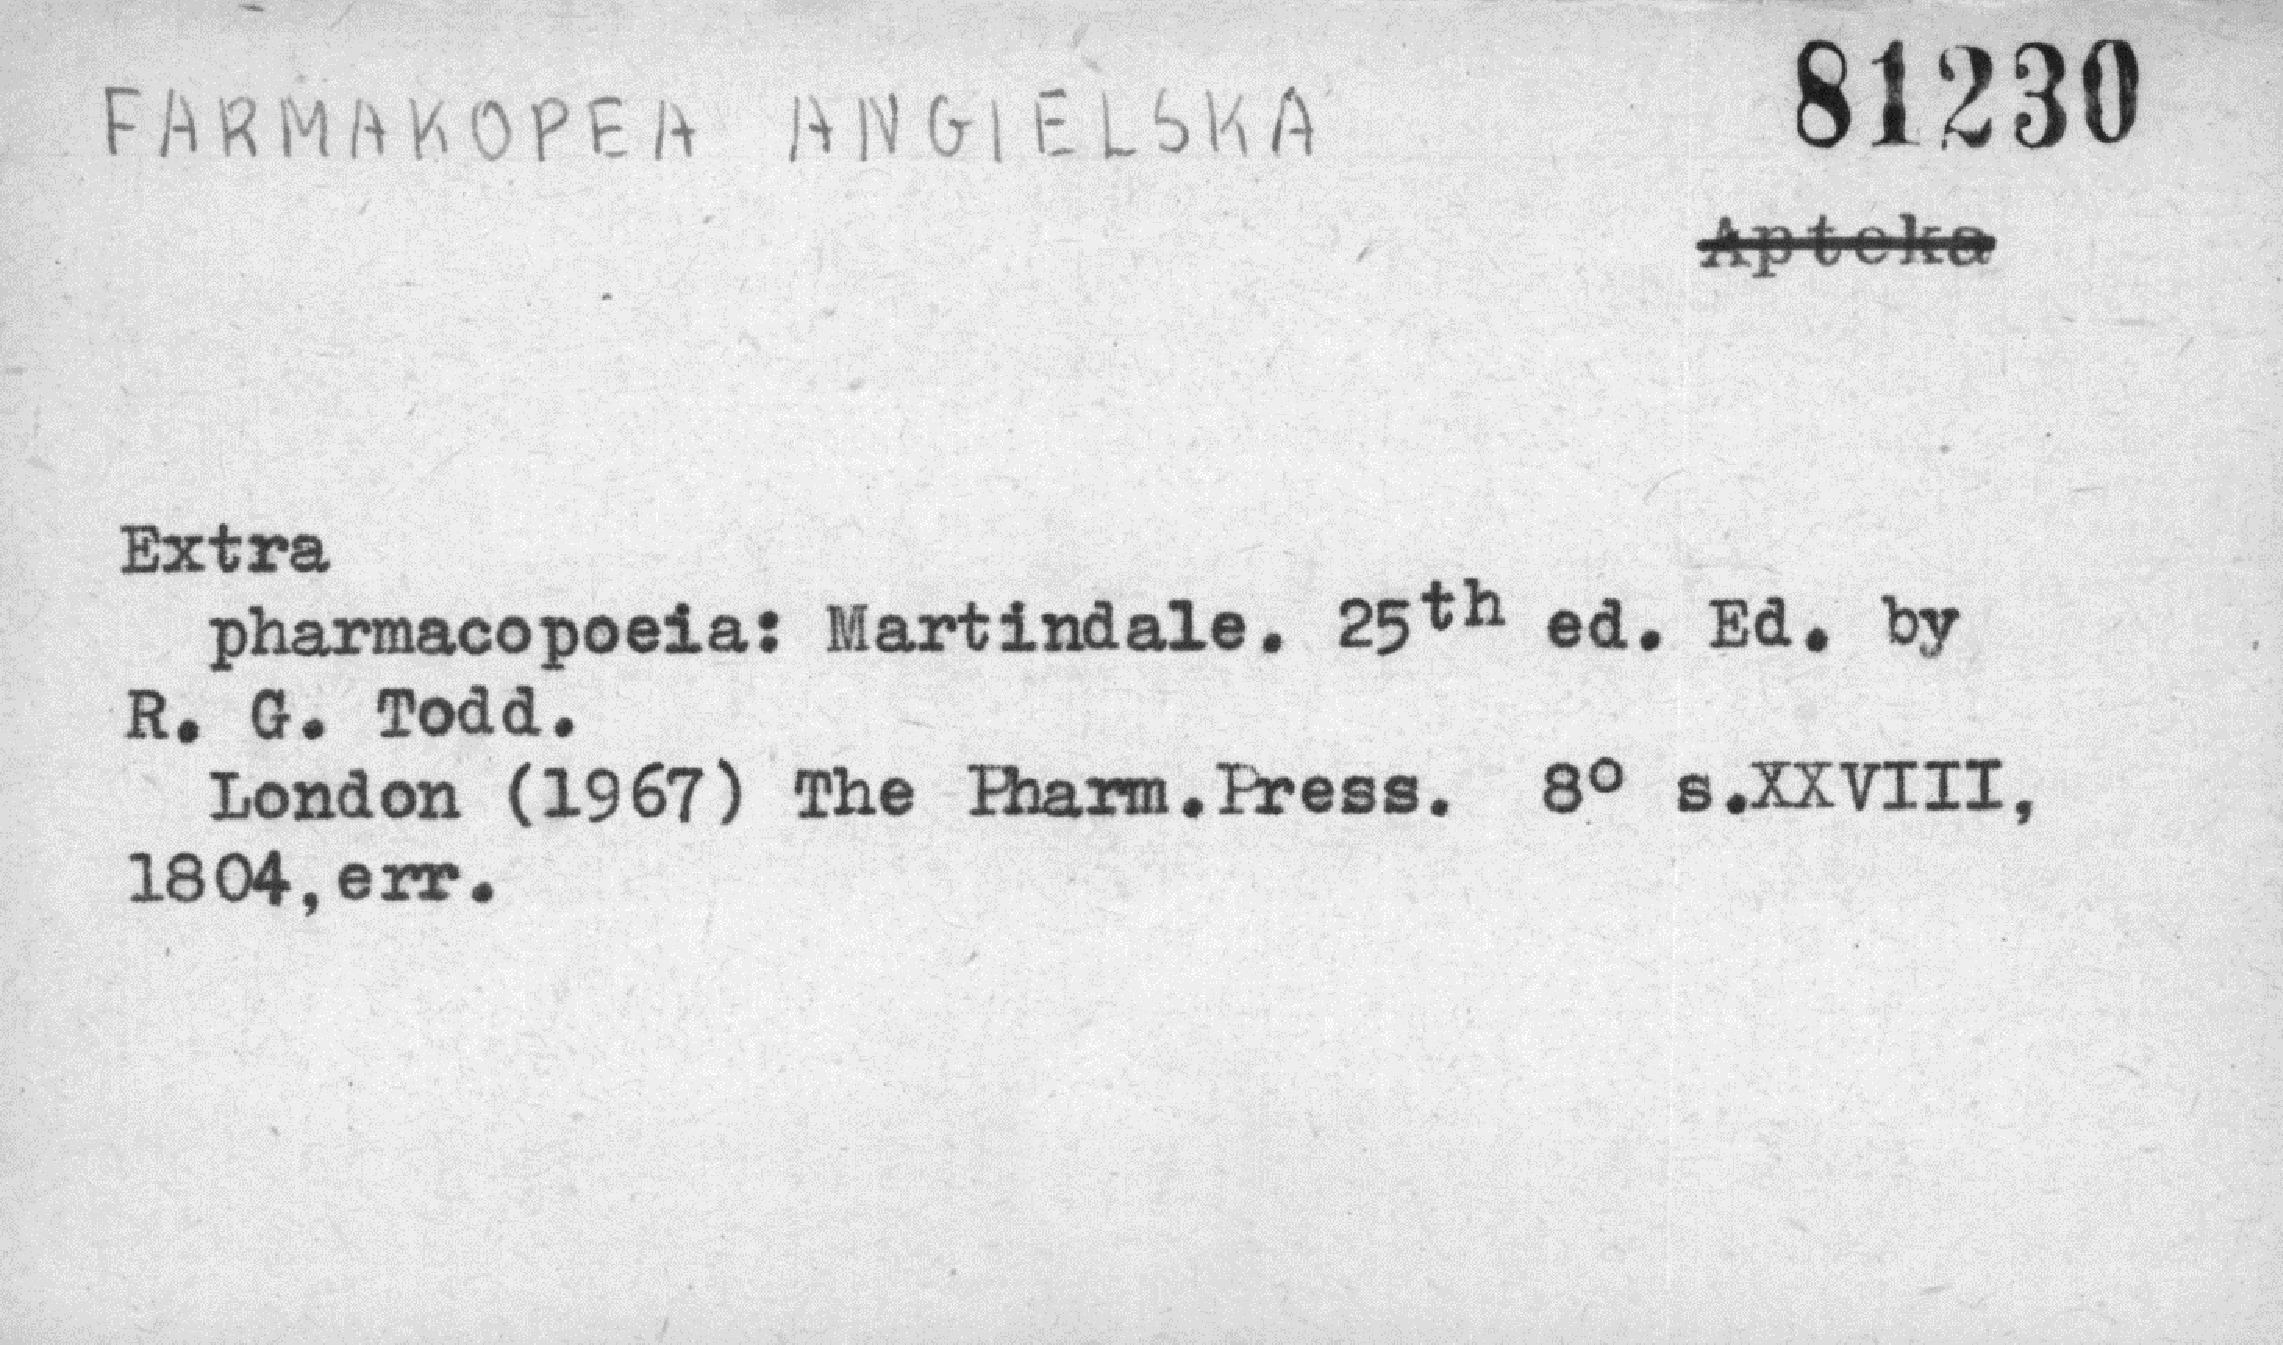 FARMAKOPEA ANGIELSKA
81230
Apteka
Extra
pharmacopoeia: Martindale. 25th ed. Ed. by
R. G. Todd.
London (1967) The Pharm.Press. 8° s.XXVIII,
1804,err.